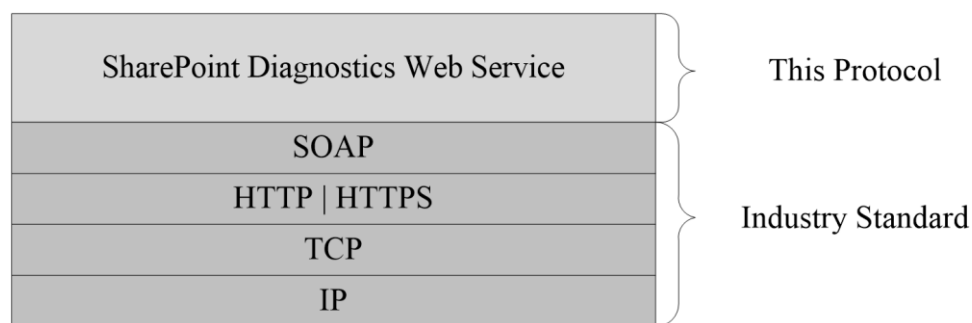 SharePoint Diagnostics Web Service
This Protocol
SOAP
HTTP | HTTPS
TCP
IP
Industry Standard